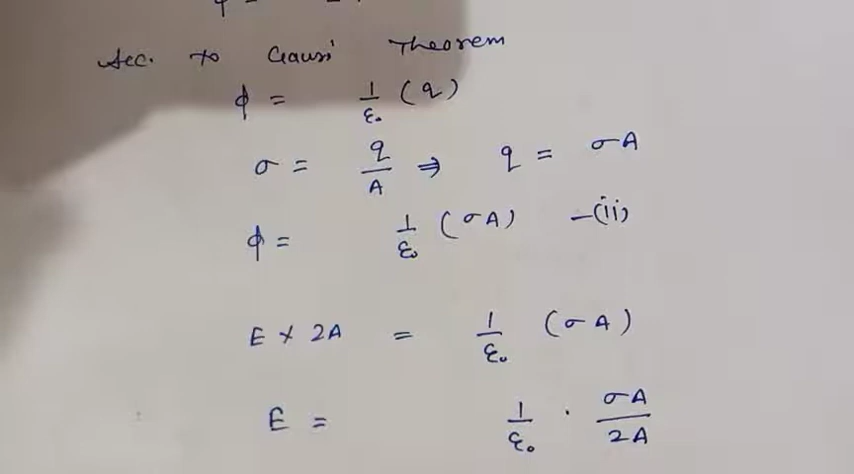 Acc. to Gauss' Theorem
ϕ = 1/ε₀ (q)
σ = q/A ⇒ q = σA
ϕ = 1/ε₀ (σA) -(ii)
E × 2A = 1/ε₀ (σA)
E = 1/ε₀ · σA/2A